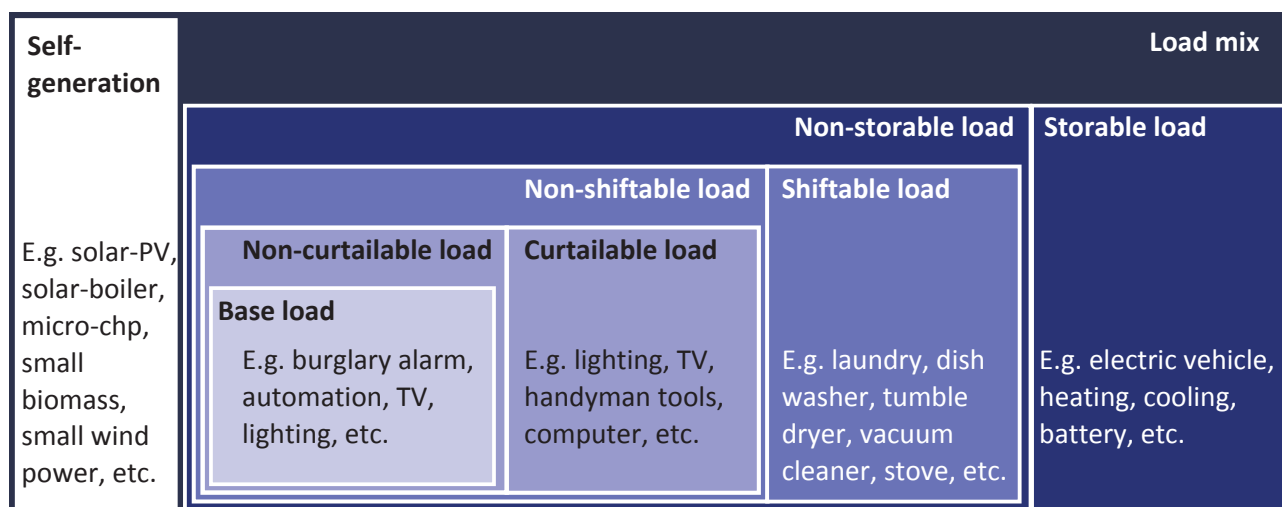 Self-
generation
Load mix
Non-storable load
Storable load
Non-shiftable load
Shiftable load
Non-curtailable load
Curtailable load
Base load
E.g. solar-PV,
solar-boiler,
micro-chp,
small
biomass,
small wind
power, etc.
E.g. burglary alarm,
automation, TV,
lighting, etc.
E.g. lighting, TV,
handyman tools,
computer, etc.
E.g. laundry, dish
washer, tumble
dryer, vacuum
cleaner, stove, etc.
E.g. electric vehicle,
heating, cooling,
battery, etc.